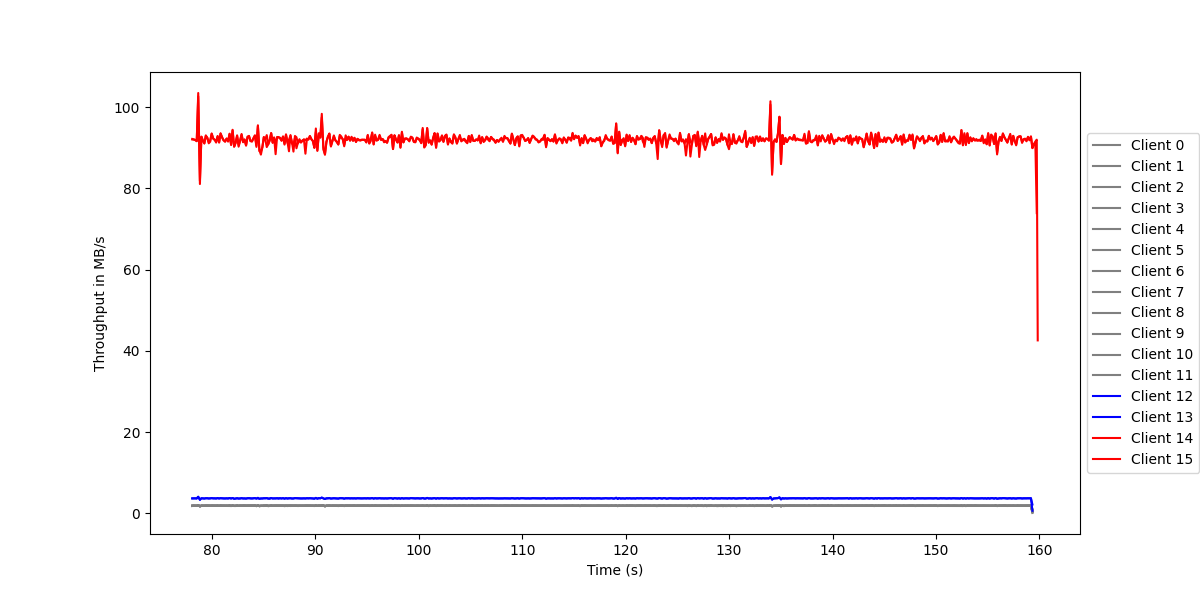 100
80
60
40
20
0
Throughput in MB/s
80 90 100 110 120 130 140 150 160
Time (s)
Client 0
Client 1
Client 2
Client 3
Client 4
Client 5
Client 6
Client 7
Client 8
Client 9
Client 10
Client 11
Client 12
Client 13
Client 14
Client 15